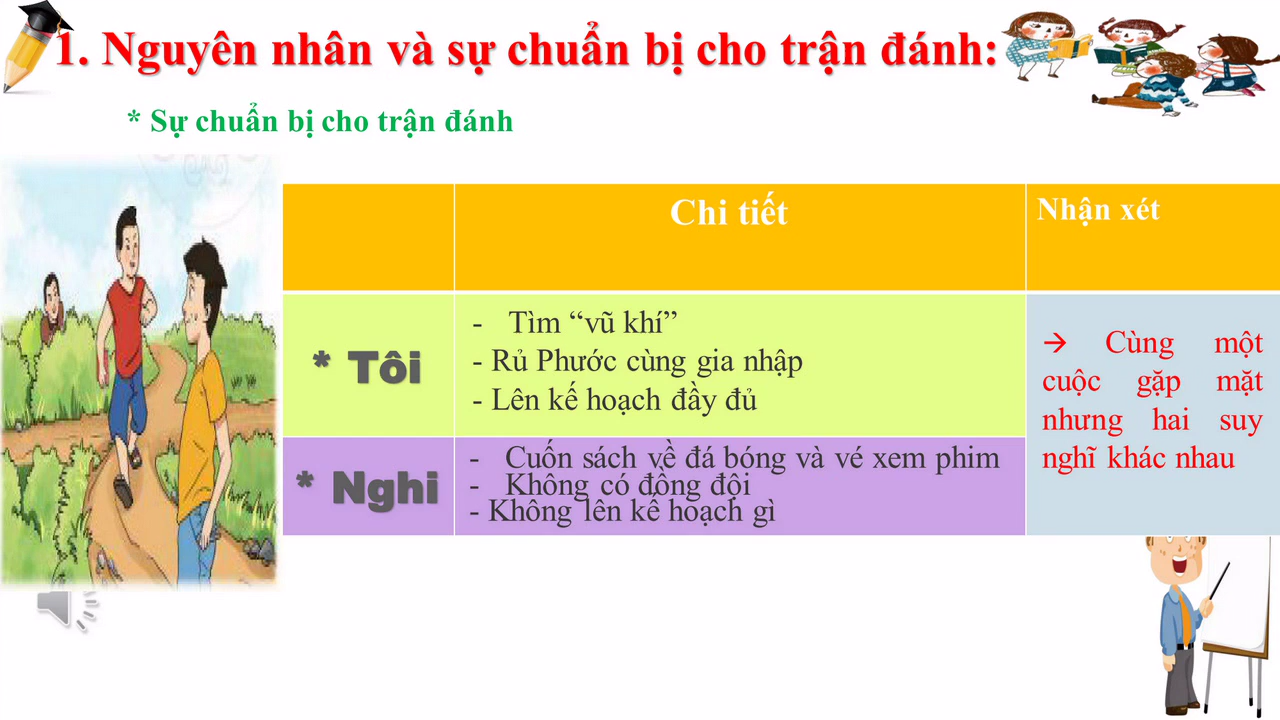 1. Nguyên nhân và sự chuẩn bị cho trận đánh:
* Sự chuẩn bị cho trận đánh
Chi tiết
Nhận xét
* Tôi
- Tìm “vũ khí”
- Rủ Phước cùng gia nhập
- Lên kế hoạch đầy đủ
* Nghi
- Cuốn sách về đá bóng và vé xem phim
- Không có đồng đội
- Không lên kế hoạch gì
→ Cùng một
cuộc gặp mặt
nhưng hai suy
nghĩ khác nhau